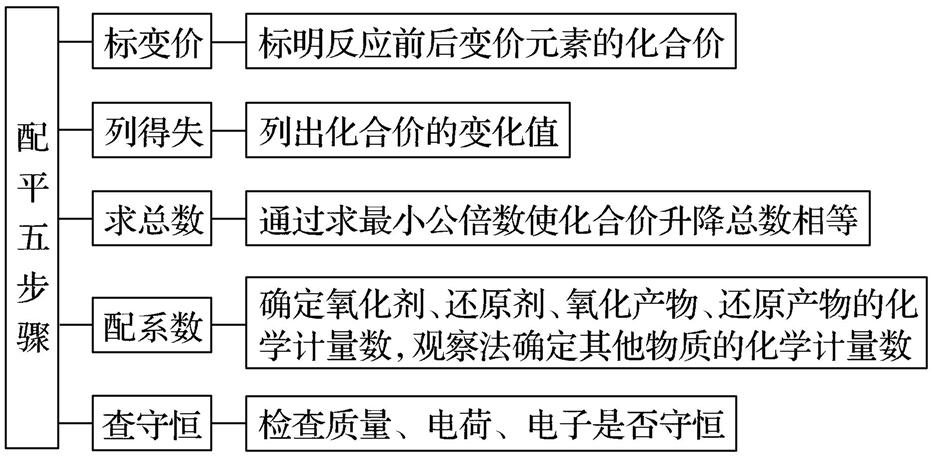 配平五步骤
标变价
标明反应前后变价元素的化合价
列得失
列出化合价的变化值
求总数
通过求最小公倍数使化合价升降总数相等
配系数
确定氧化剂、还原剂、氧化产物、还原产物的化
学计量数,观察法确定其他物质的化学计量数
查守恒
检查质量、电荷、电子是否守恒